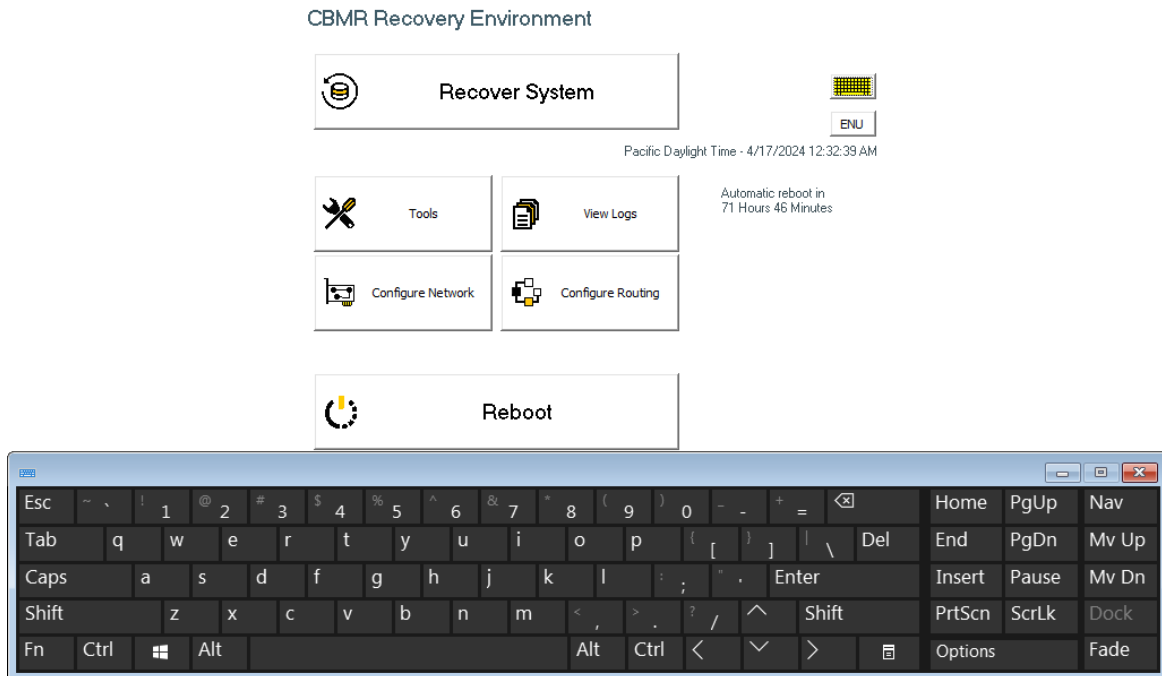 CBMR Recovery Environment
Recover System
ENU
Pacific Daylight Time - 4/17/2024 12:32:39 AM
Tools
View Logs
Automatic reboot in
71 Hours 46 Minutes
Configure Network
Configure Routing
Reboot
Esc ~ ` ! 1 @ 2 # 3 $ 4 % 5 ^ 6 & 7 * 8 ( 9 ) 0 _ - + = Home PgUp Nav
Tab q w e r t y u i o p { [ } ] | \ Del End PgDn Mv Up
Caps a s d f g h j k l : ; " ' Enter Insert Pause Mv Dn
Shift z x c v b n m < , > . ? / Shift PrtScn ScrLk Dock
Fn Ctrl Alt Alt Ctrl Options Fade